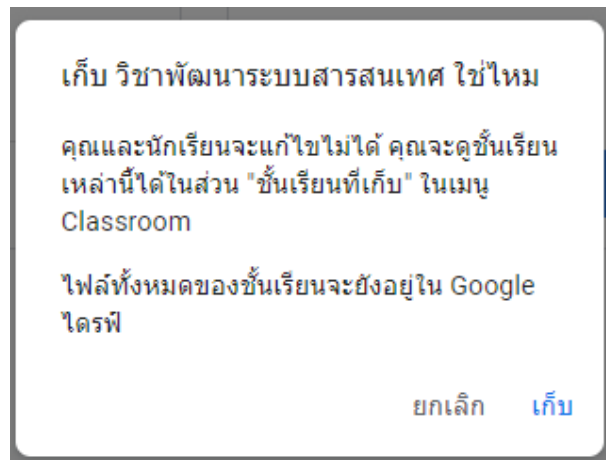 เก็บ วิชาพัฒนาระบบสารสนเทศ ใช่ไหม
คุณและนักเรียนจะแก้ไขไม่ได้ คุณจะดูชั้นเรียน
เหล่านี้ได้ในส่วน "ชั้นเรียนที่เก็บ" ในเมนู
Classroom
ไฟล์ทั้งหมดของชั้นเรียนจะยังอยู่ใน Google
ไดรฟ์
ยกเลิก เก็บ